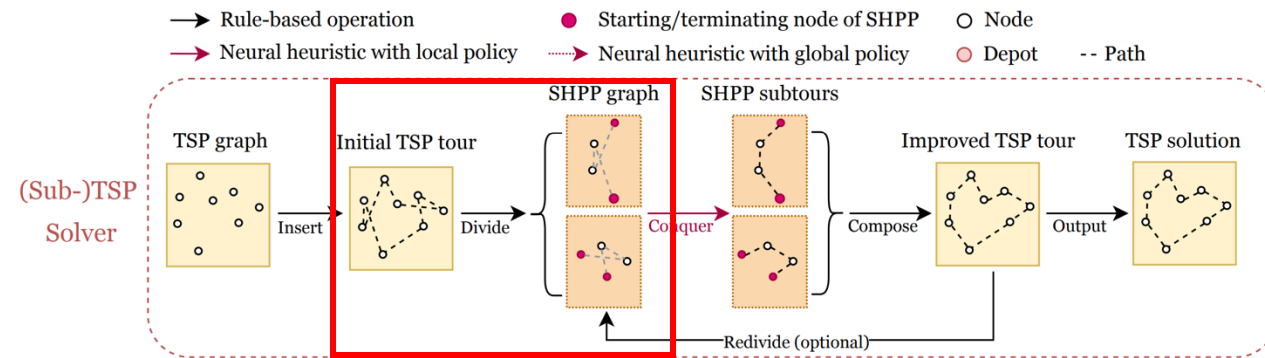 Rule-based operation
Starting/terminating node of SHPP
Node
Neural heuristic with local policy
Neural heuristic with global policy
Depot
Path
(Sub-)TSP
Solver
TSP graph
Insert
Initial TSP tour
Divide
SHPP graph
Conquer
SHPP subtours
Compose
Improved TSP tour
Output
TSP solution
Redivide (optional)